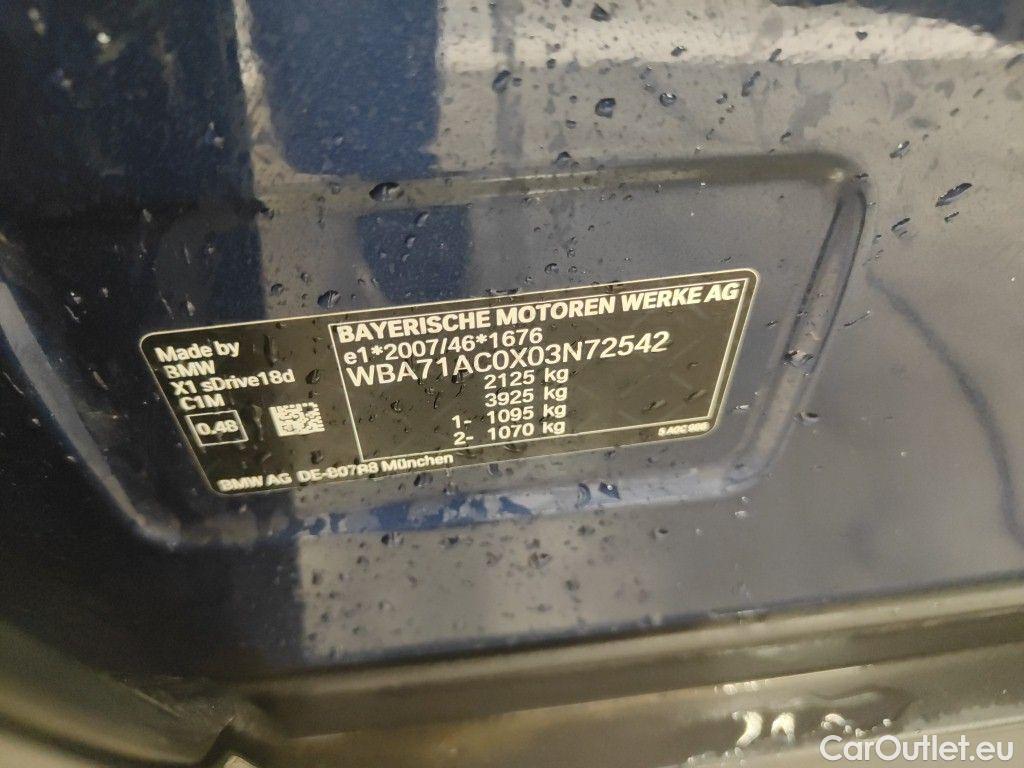 BAYERISCHE MOTOREN WERKE AG
e1*2007/46*1676
WBA71AC0X03N72542
2125 kg
3925 kg
1- 1095 kg
2- 1070 kg
Made by
BMW
X1 sDrive18d
C1M
0.48
BMW AG DE-80788 München
CarOutlet.eu